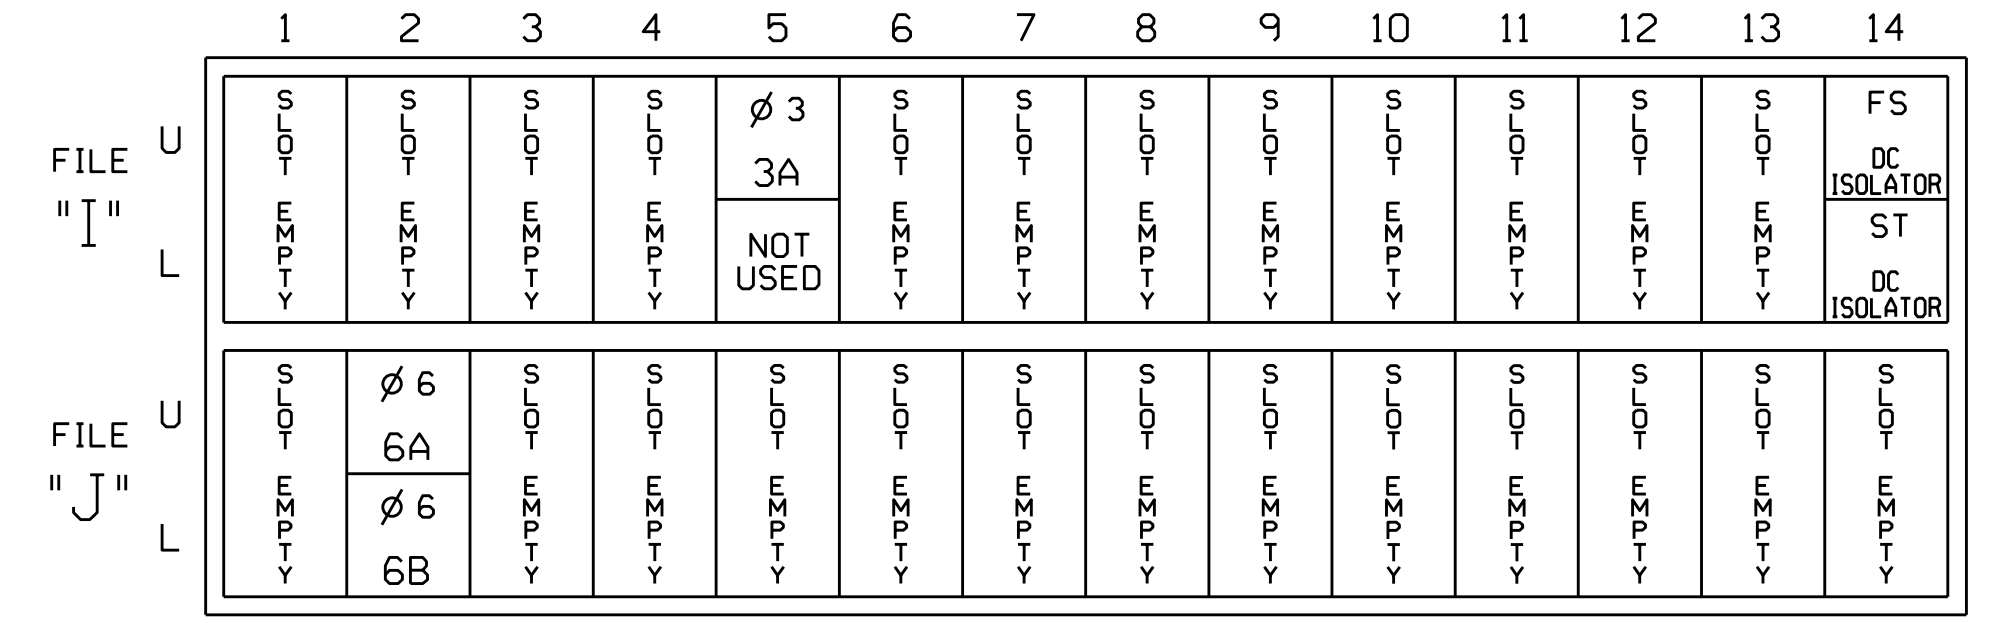 1 2 3 4 5 6 7 8 9 10 11 12 13 14
FILE "I"
U
L
SLOT EMPTY
SLOT EMPTY
SLOT EMPTY
SLOT EMPTY
Ø 3
3A
NOT
USED
SLOT EMPTY
SLOT EMPTY
SLOT EMPTY
SLOT EMPTY
SLOT EMPTY
SLOT EMPTY
SLOT EMPTY
SLOT EMPTY
FS
DC
ISOLATOR
ST
DC
ISOLATOR
FILE "J"
U
L
SLOT EMPTY
Ø 6
6A
Ø 6
6B
SLOT EMPTY
SLOT EMPTY
SLOT EMPTY
SLOT EMPTY
SLOT EMPTY
SLOT EMPTY
SLOT EMPTY
SLOT EMPTY
SLOT EMPTY
SLOT EMPTY
SLOT EMPTY
SLOT EMPTY